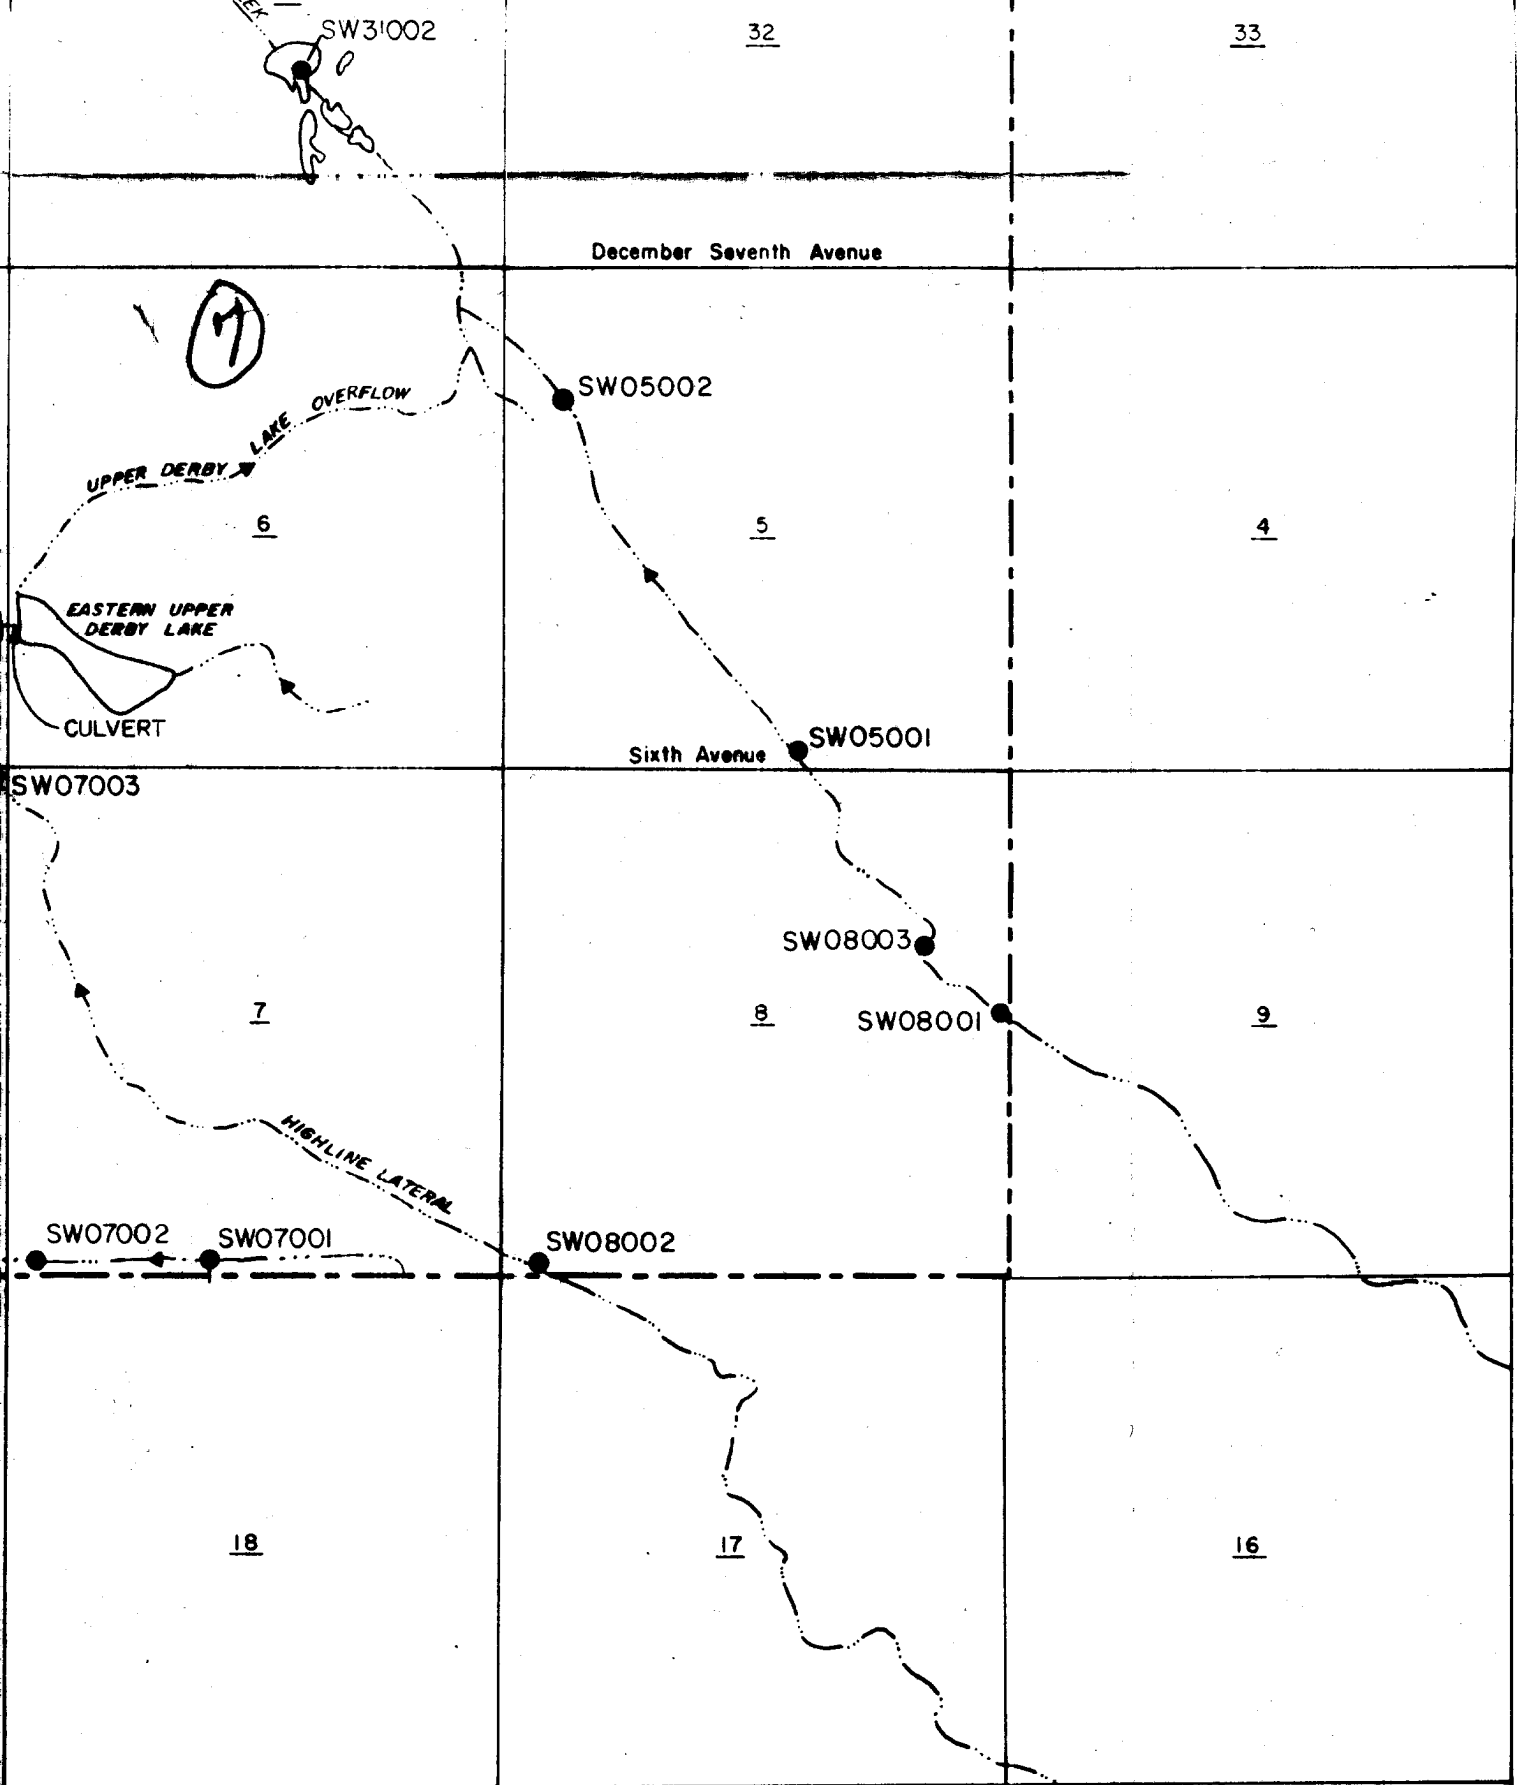 SW31002
32
33
December Seventh Avenue
7
SW05002
UPPER DERBY LAKE OVERFLOW
6
5
4
EASTERN UPPER
DERBY LAKE
CULVERT
SW05001
Sixth Avenue
SW07003
SW08003
7
8
SW08001
9
HIGHLINE LATERAL
SW07002
SW07001
SW08002
18
17
16